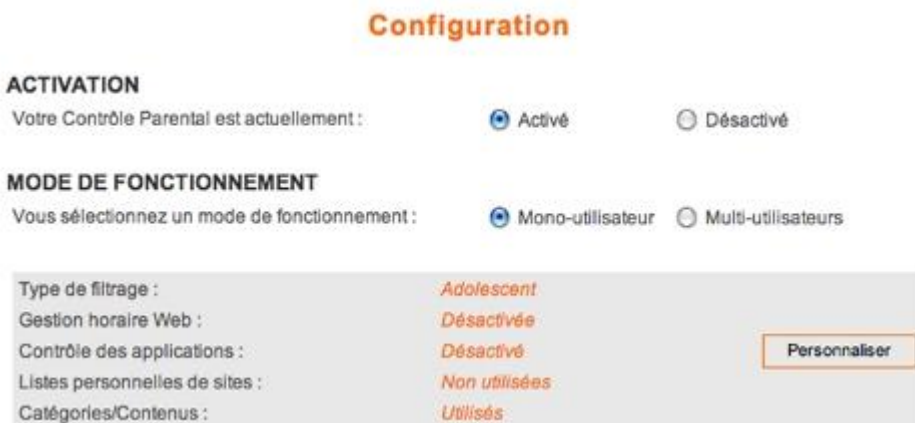 Configuration
ACTIVATION
Votre Contrôle Parental est actuellement : Activé Désactivé
MODE DE FONCTIONNEMENT
Vous sélectionnez un mode de fonctionnement : Mono-utilisateur Multi-utilisateurs
Type de filtrage : Adolescent
Gestion horaire Web : Désactivée
Contrôle des applications : Désactivé Personnaliser
Listes personnelles de sites : Non utilisées
Catégories/Contenus : Utilisés